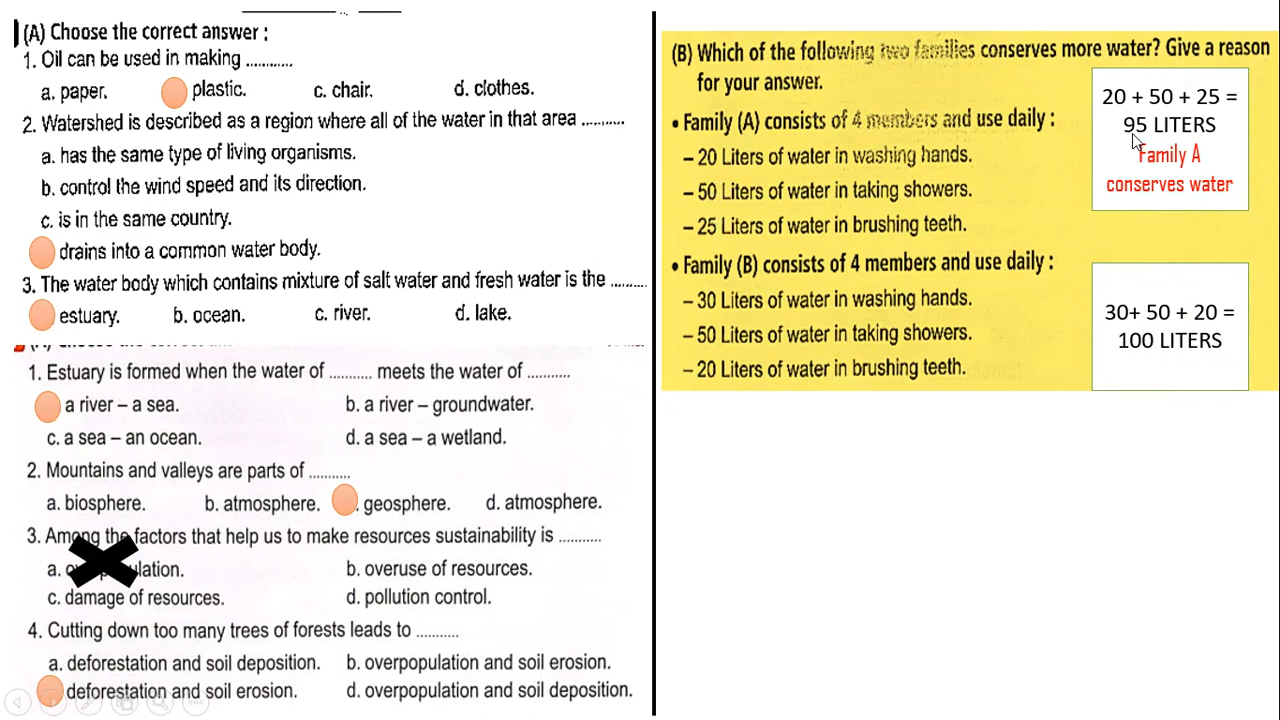 (A) Choose the correct answer :
1. Oil can be used in making ............
a. paper.   plastic.   c. chair.   d. clothes.
2. Watershed is described as a region where all of the water in that area ...........
a. has the same type of living organisms.
b. control the wind speed and its direction.
c. is in the same country.
drains into a common water body.
3. The water body which contains mixture of salt water and fresh water is the ..........
estuary.   b. ocean.   c. river.   d. lake.
1. Estuary is formed when the water of .......... meets the water of ..........
a river – a sea.   b. a river – groundwater.
c. a sea – an ocean.   d. a sea – a wetland.
2. Mountains and valleys are parts of ..........
a. biosphere.   b. atmosphere.   geosphere.   d. atmosphere.
3. Among the factors that help us to make resources sustainability is ..........
a.   b. overuse of resources.
c. damage of resources.   d. pollution control.
4. Cutting down too many trees of forests leads to ..........
a. deforestation and soil deposition.   b. overpopulation and soil erosion.
deforestation and soil erosion.   d. overpopulation and soil deposition.
(B) Which of the following two families conserves more water? Give a reason
for your answer.
• Family (A) consists of 4 members and use daily :
– 20 Liters of water in washing hands.
– 50 Liters of water in taking showers.
– 25 Liters of water in brushing teeth.
20 + 50 + 25 =
95 LITERS
Family A
conserves water
• Family (B) consists of 4 members and use daily :
– 30 Liters of water in washing hands.
– 50 Liters of water in taking showers.
– 20 Liters of water in brushing teeth.
30+ 50 + 20 =
100 LITERS